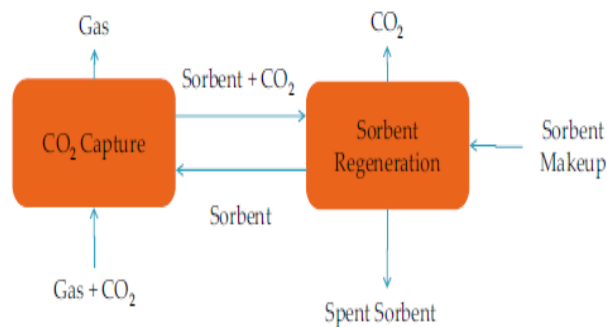 Gas
CO₂
Sorbent + CO₂
CO₂ Capture
Sorbent
Regeneration
Sorbent
Makeup
Sorbent
Gas + CO₂
Spent Sorbent